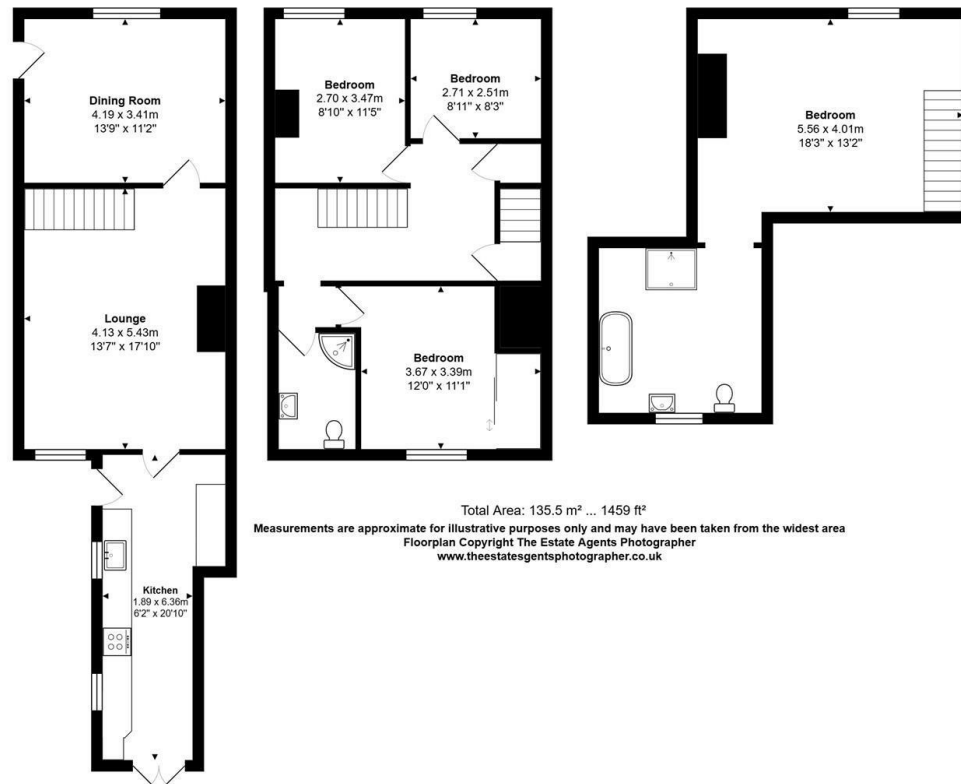 Dining Room
4.19 x 3.41m
13'9" x 11'2"
Lounge
4.13 x 5.43m
13'7" x 17'10"
Kitchen
1.89 x 6.36m
6'2" x 20'10"
Bedroom
2.70 x 3.47m
8'10" x 11'5"
Bedroom
2.71 x 2.51m
8'11" x 8'3"
Bedroom
3.67 x 3.39m
12'0" x 11'1"
Bedroom
5.56 x 4.01m
18'3" x 13'2"
Total Area: 135.5 m² ... 1459 ft²
Measurements are approximate for illustrative purposes only and may have been taken from the widest area
Floorplan Copyright The Estate Agents Photographer
www.theestatesgentsphotographer.co.uk